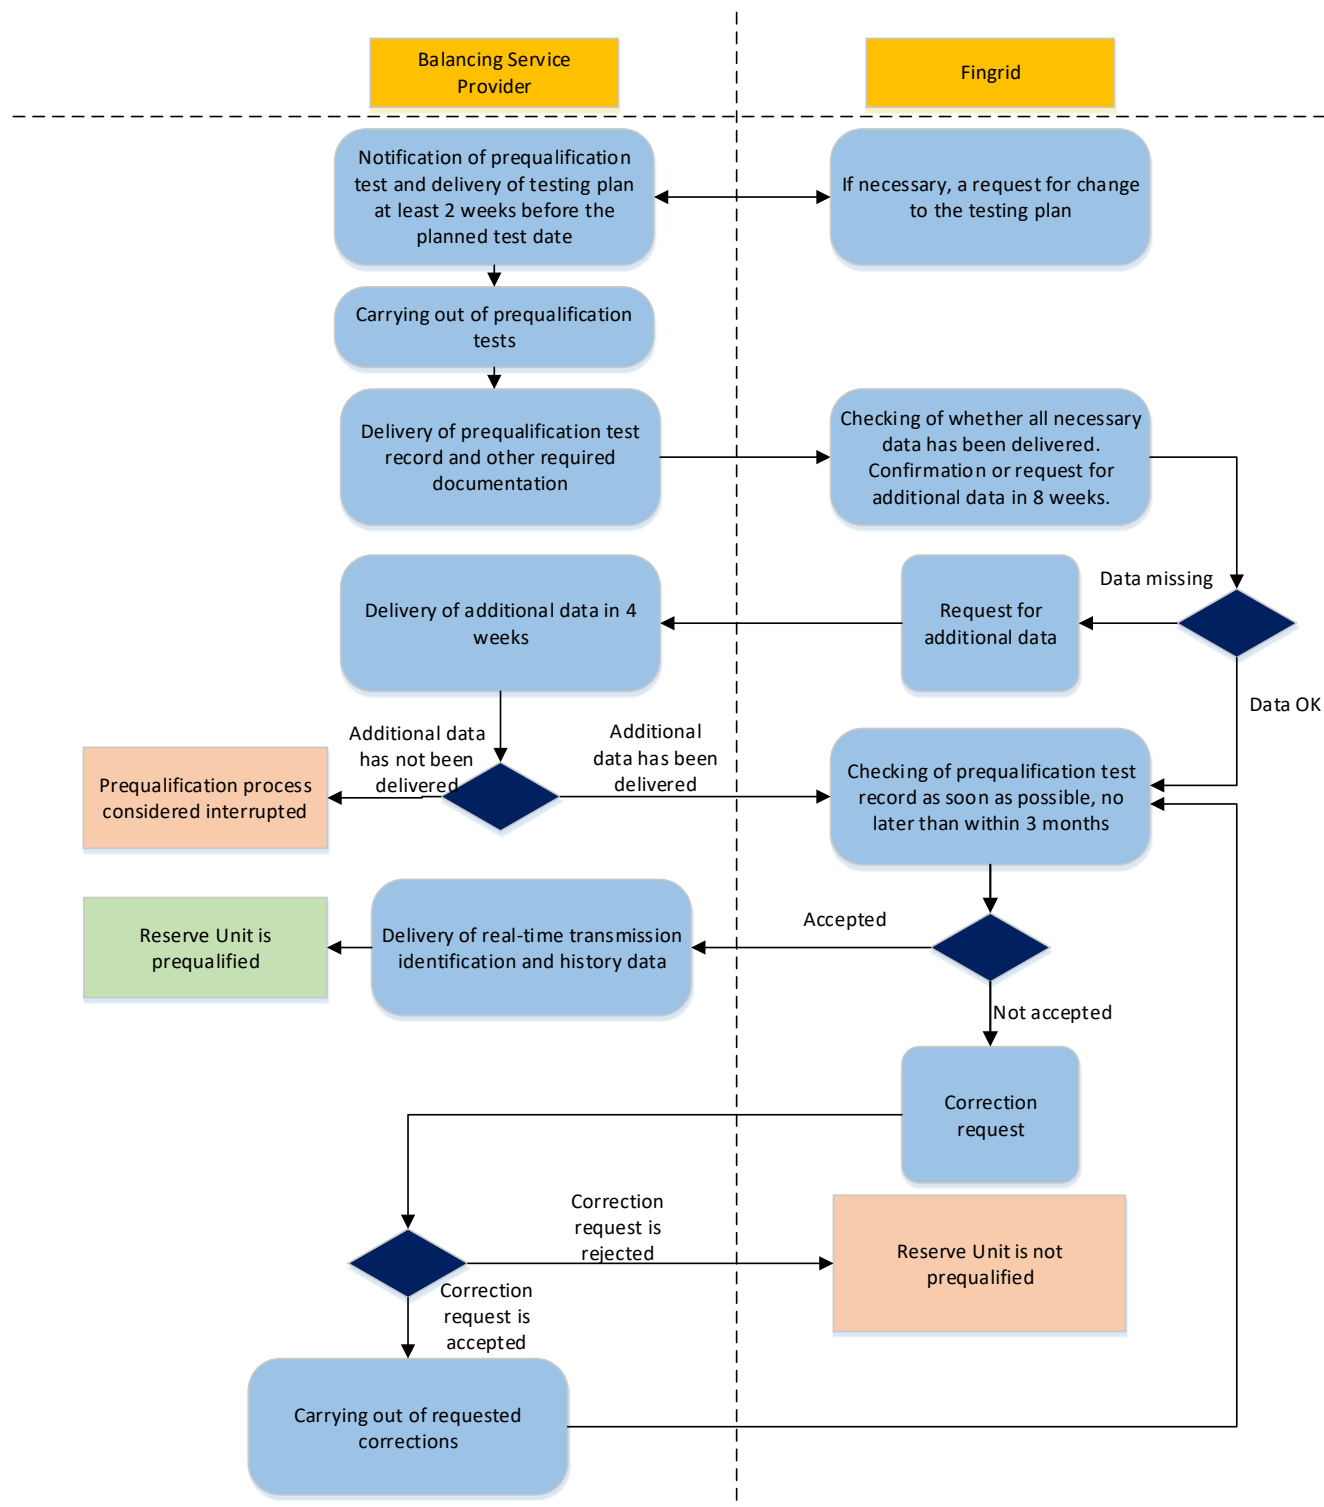 Balancing Service
Provider
Fingrid
Notification of prequalification
test and delivery of testing plan
at least 2 weeks before the
planned test date
If necessary, a request for change
to the testing plan
Carrying out of prequalification
tests
Delivery of prequalification test
record and other required
documentation
Checking of whether all necessary
data has been delivered.
Confirmation or request for
additional data in 8 weeks.
Data missing
Delivery of additional data in 4
weeks
Request for
additional data
Data OK
Additional data
has not been
delivered
Additional
data has been
delivered
Prequalification process
considered interrupted
Checking of prequalification test
record as soon as possible, no
later than within 3 months
Accepted
Reserve Unit is
prequalified
Delivery of real-time transmission
identification and history data
Not accepted
Correction
request
Correction
request is
rejected
Reserve Unit is not
prequalified
Correction
request is
accepted
Carrying out of requested
corrections